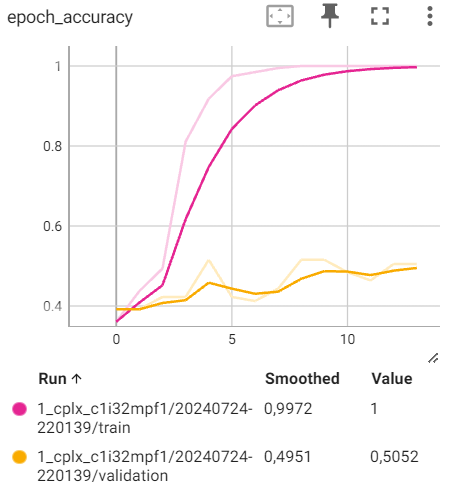 epoch_accuracy
1
0.8
0.6
0.4
0 5 10
Run ↑ Smoothed Value
1_cplx_c1i32mpf1/20240724- 0,9972 1
220139/train
1_cplx_c1i32mpf1/20240724- 0,4951 0,5052
220139/validation